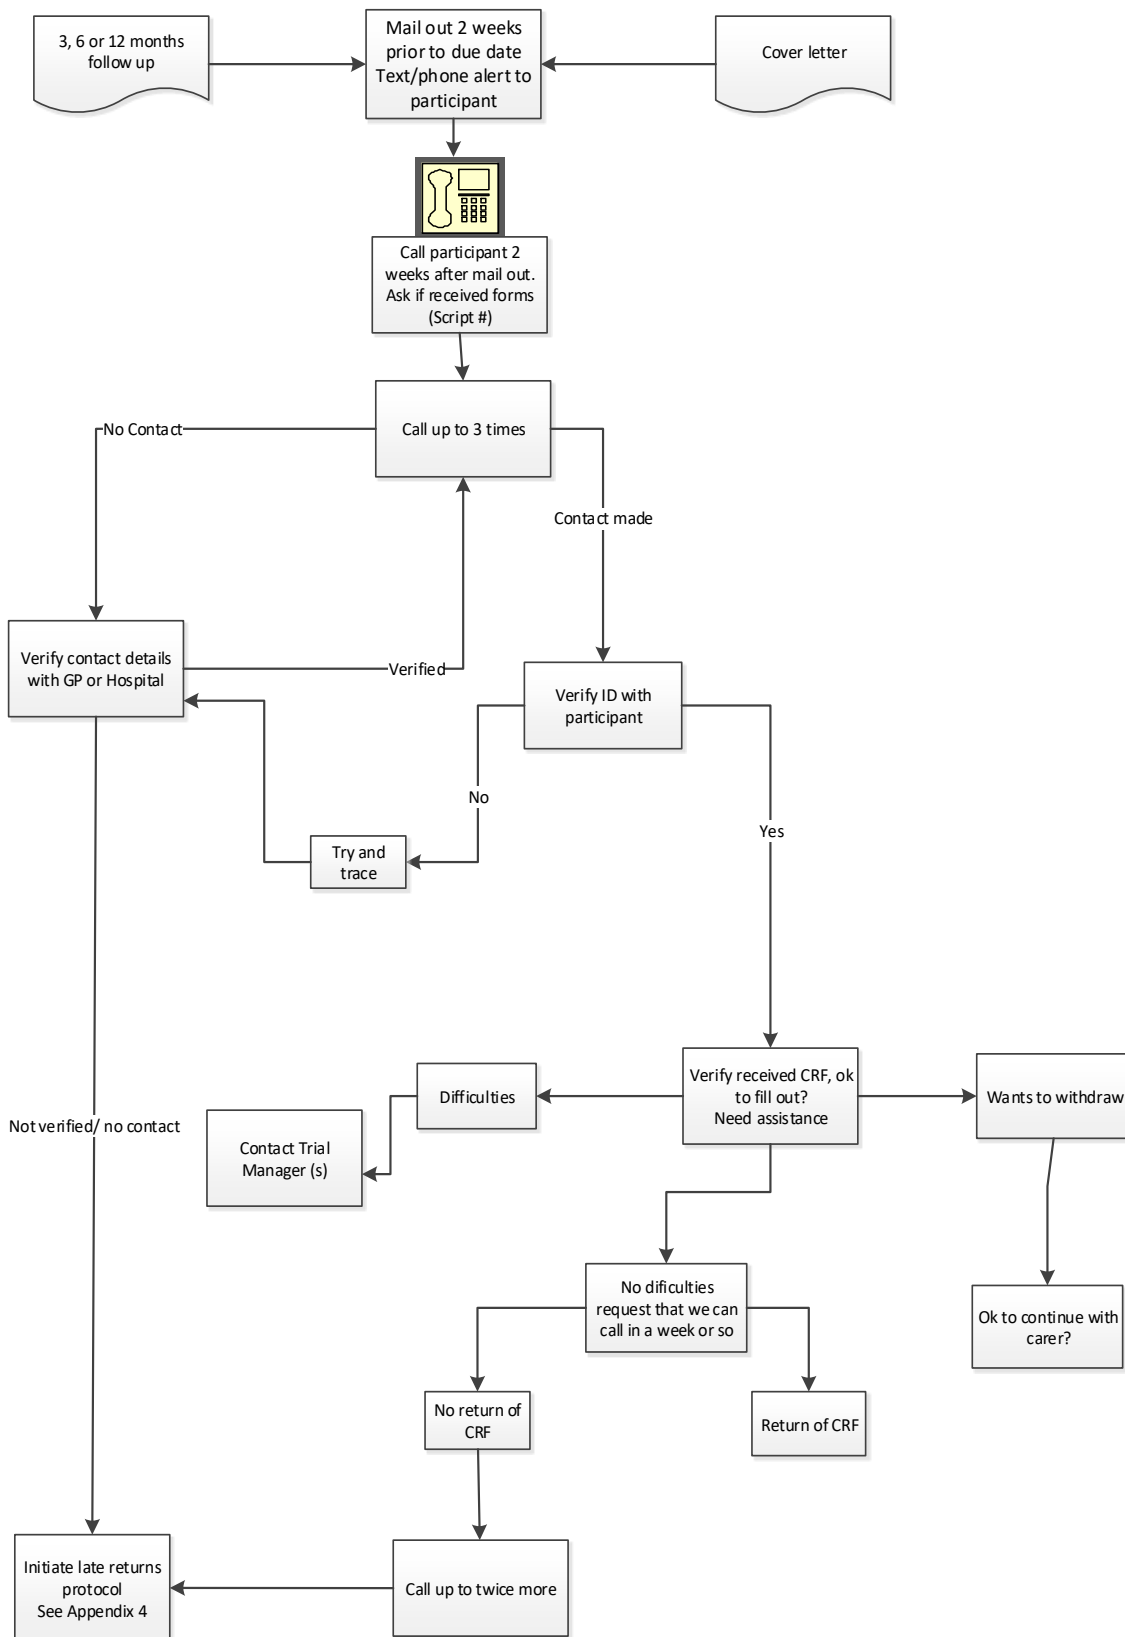 3, 6 or 12 months
follow up
Mail out 2 weeks
prior to due date
Text/phone alert to
participant
Cover letter
Call participant 2
weeks after mail out.
Ask if received forms
(Script #)
No Contact
Call up to 3 times
Contact made
Verify contact details
with GP or Hospital
Verified
Verify ID with
participant
No
Try and
trace
Yes
Not verified/ no contact
Difficulties
Verify received CRF, ok
to fill out?
Need assistance
Wants to withdraw
Contact Trial
Manager (s)
No dificulties
request that we can
call in a week or so
Ok to continue with
carer?
No return of
CRF
Return of CRF
Initiate late returns
protocol
See Appendix 4
Call up to twice more